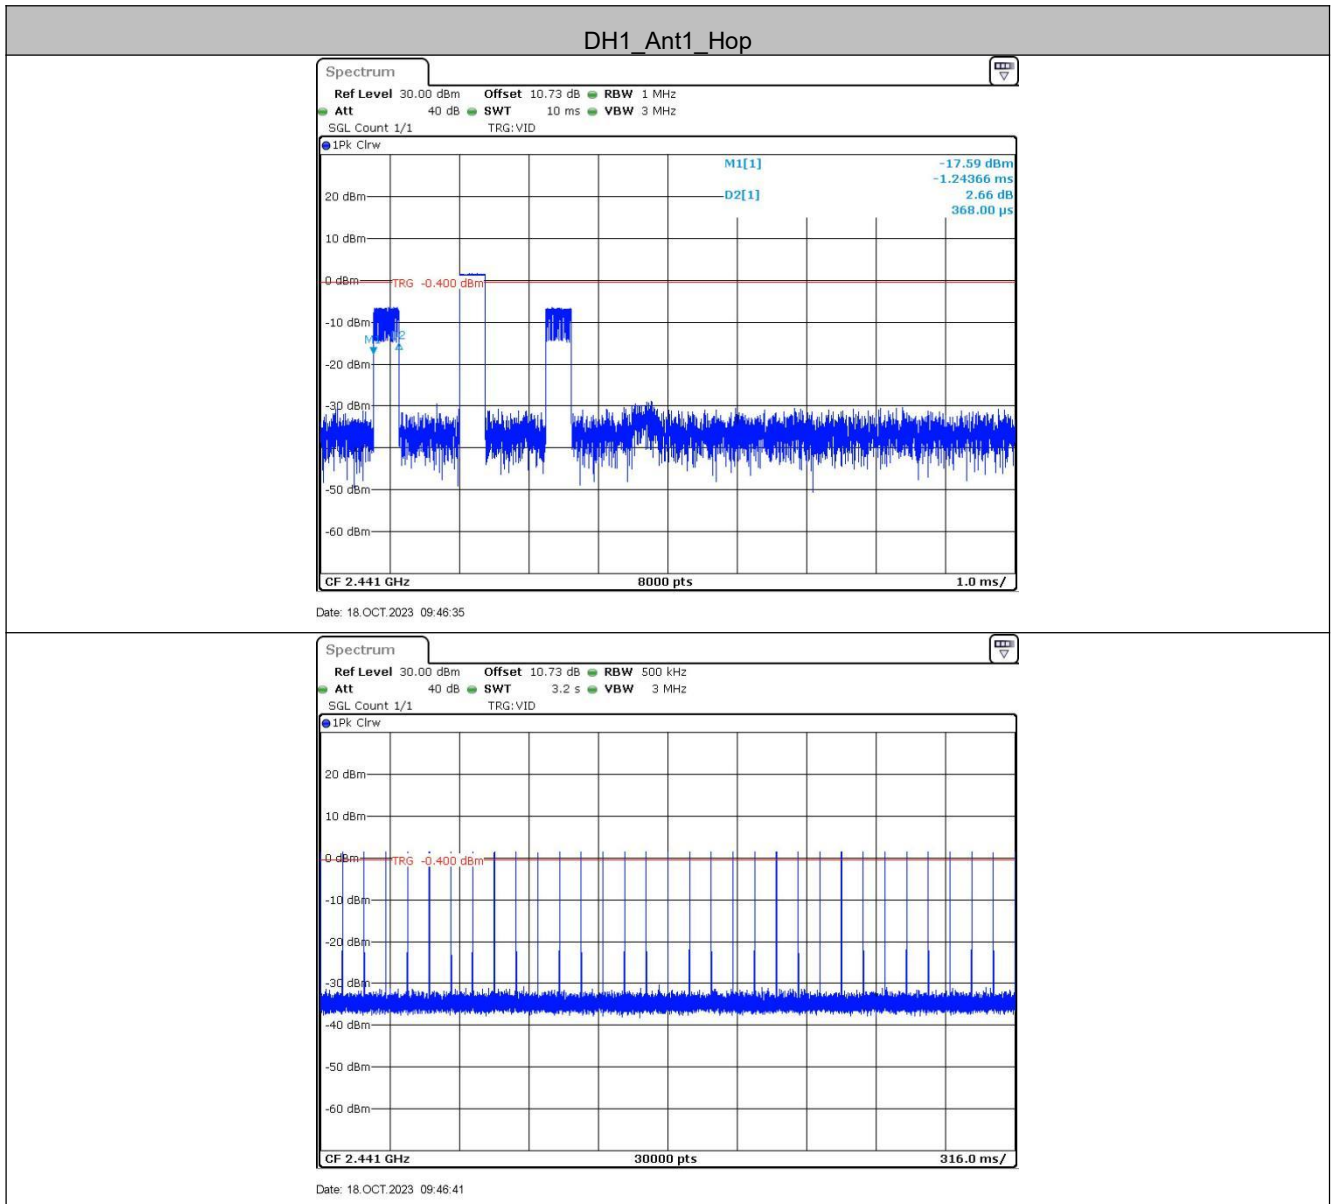 DH1_Ant1_Hop
Spectrum
Ref Level 30.00 dBm Offset 10.73 dB RBW 1 MHz
Att 40 dB SWT 10 ms VBW 3 MHz
SGL Count 1/1 TRG:VID
1Pk Clrw
M1[1] -17.59 dBm
-1.24366 ms
20 dBm D2[1] 2.66 dB
368.00 µs
10 dBm
0 dBm TRG -0.400 dBm
-10 dBm
-20 dBm
-30 dBm
-50 dBm
-60 dBm
CF 2.441 GHz 8000 pts 1.0 ms/
Date: 18.OCT.2023 09:46:35
Spectrum
Ref Level 30.00 dBm Offset 10.73 dB RBW 500 kHz
Att 40 dB SWT 3.2 s VBW 3 MHz
SGL Count 1/1 TRG:VID
1Pk Clrw
20 dBm
10 dBm
0 dBm TRG -0.400 dBm
-10 dBm
-20 dBm
-30 dBm
-40 dBm
-50 dBm
-60 dBm
CF 2.441 GHz 30000 pts 316.0 ms/
Date: 18.OCT.2023 09:46:41